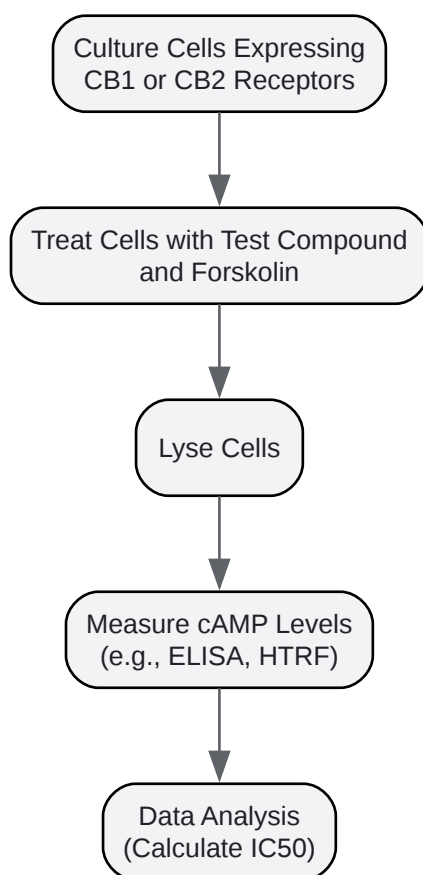 Culture Cells Expressing
CB1 or CB2 Receptors
Treat Cells with Test Compound
and Forskolin
Lyse Cells
Measure cAMP Levels
(e.g., ELISA, HTRF)
Data Analysis
(Calculate IC50)